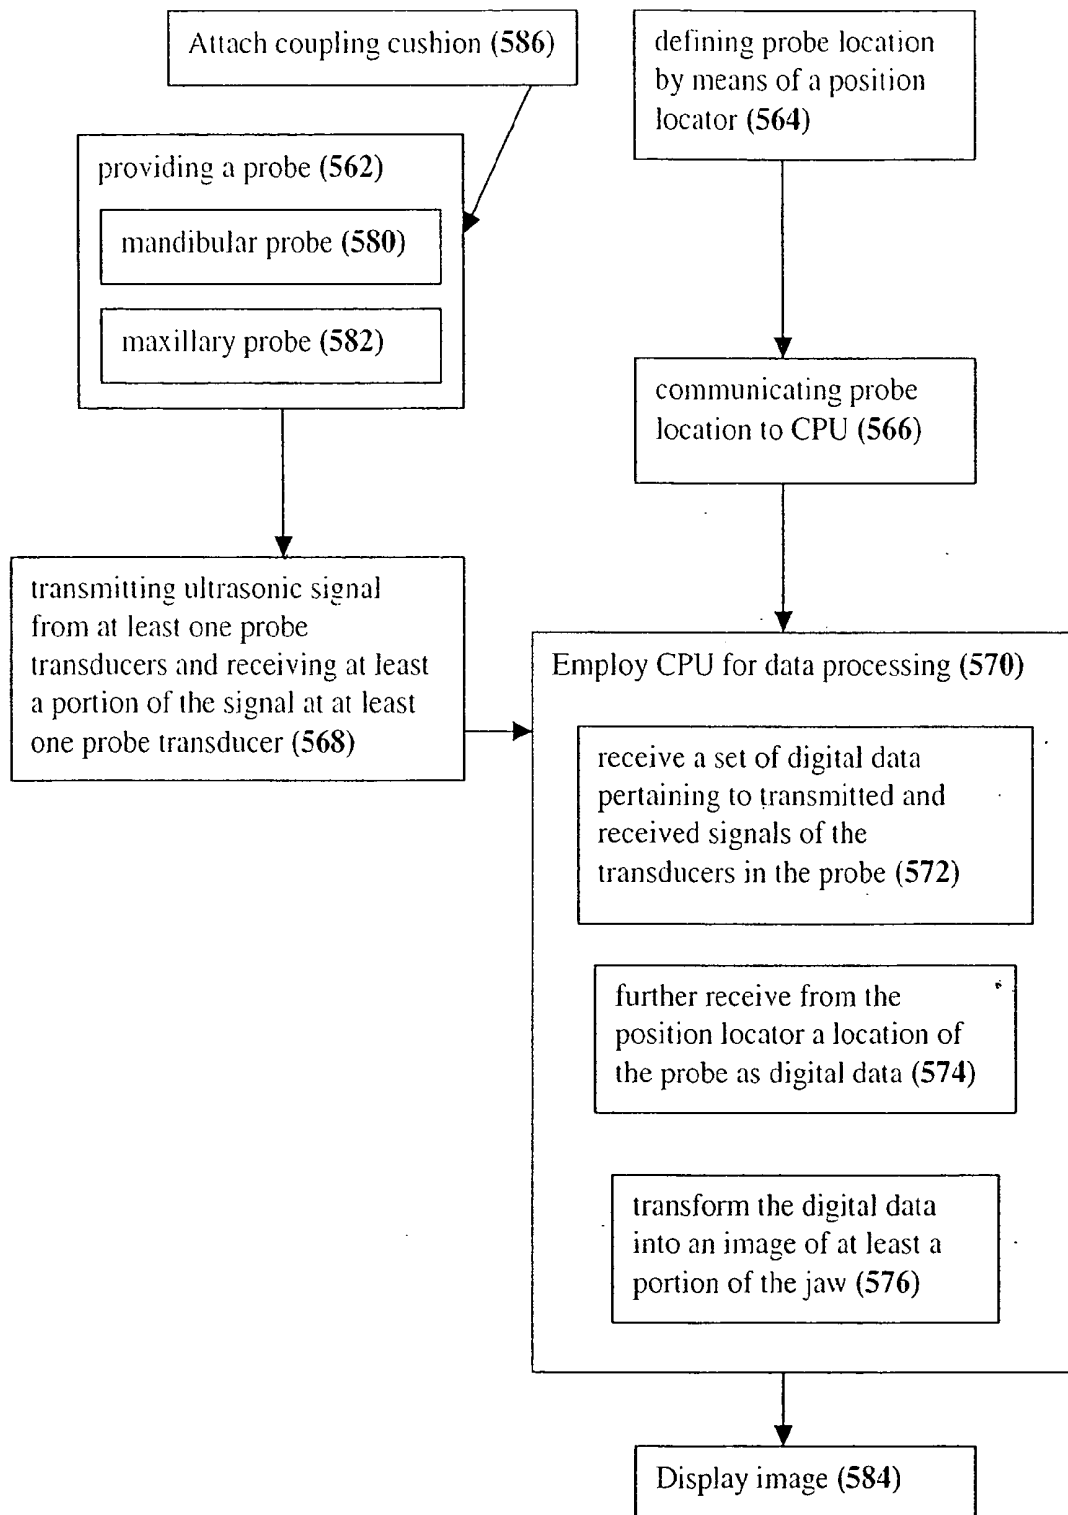 Attach coupling cushion (586)
defining probe location
by means of a position
locator (564)
providing a probe (562)
mandibular probe (580)
maxillary probe (582)
communicating probe
location to CPU (566)
transmitting ultrasonic signal
from at least one probe
transducers and receiving at least
a portion of the signal at at least
one probe transducer (568)
Employ CPU for data processing (570)
receive a set of digital data
pertaining to transmitted and
received signals of the
transducers in the probe (572)
further receive from the
position locator a location of
the probe as digital data (574)
transform the digital data
into an image of at least a
portion of the jaw (576)
Display image (584)